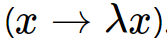 (x → λx)